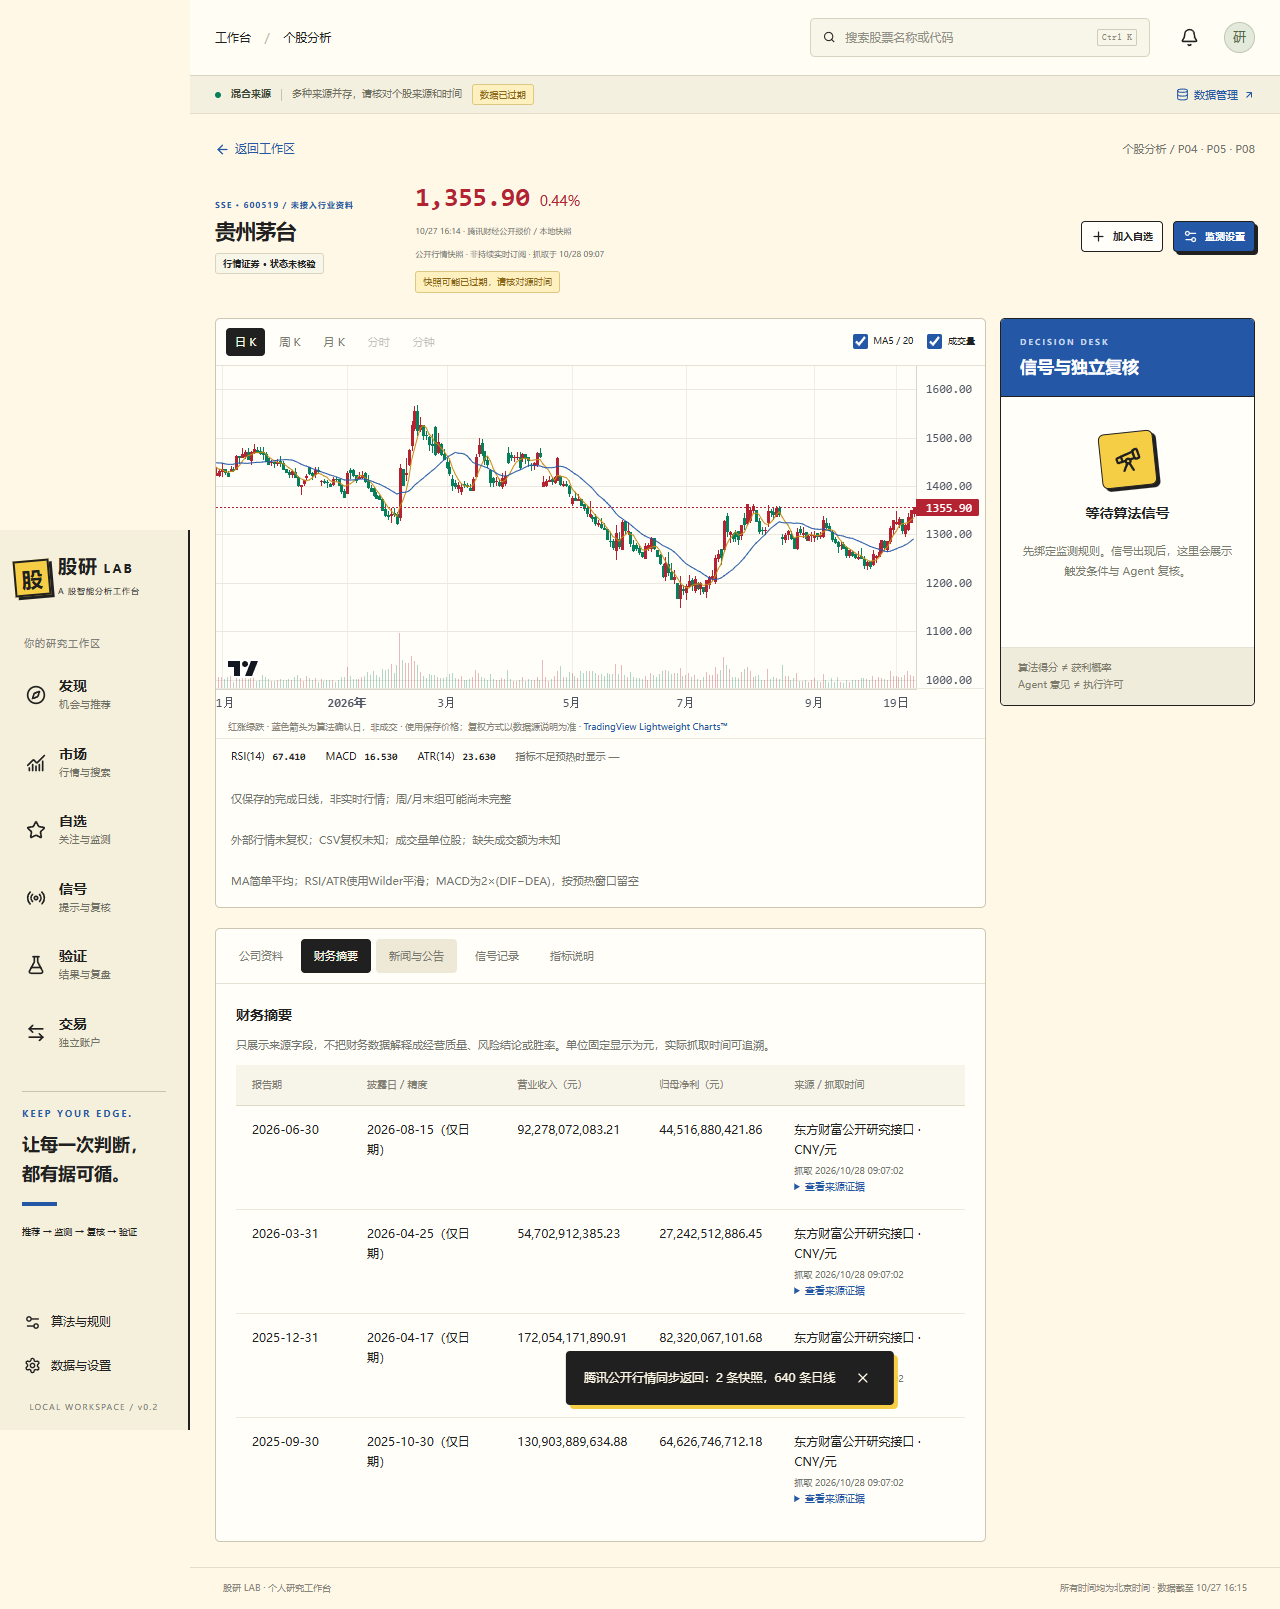 工作台 / 个股分析
搜索股票名称或代码
Ctrl K
研
混合来源 | 多种来源并存，请核对个股来源和时间 数据已过期
数据管理
返回工作区
个股分析 / P04 · P05 · P08
SSE · 600519 / 未接入行业资料
贵州茅台
行情证券 • 状态未核验
1,355.90 0.44%
10/27 16:14 · 腾讯财经公开报价 / 本地快照
公开行情快照 · 非持续实时订阅 · 抓取于 10/28 09:07
快照可能已过期，请核对源时间
加入自选
监测设置
日 K 周 K 月 K 分时 分钟
MA5 / 20 成交量
1600.00
1500.00
1400.00
1355.90
1300.00
1200.00
1100.00
1000.00
1月 2026年 3月 5月 7月 9月 19日
红涨绿跌 · 蓝色箭头为算法确认日，非成交 · 使用保存价格；复权方式以数据源说明为准 · TradingView Lightweight Charts™
RSI(14) 67.410 MACD 16.530 ATR(14) 23.630 指标不足预热时显示 —
仅保存的完成日线，非实时行情；周/月末组可能尚未完整
外部行情未复权；CSV复权未知；成交量单位股；缺失成交额为未知
MA简单平均；RSI/ATR使用Wilder平滑；MACD为2×(DIF−DEA)，按预热窗口留空
DECISION DESK
信号与独立复核
等待算法信号
先绑定监测规则。信号出现后，这里会展示
触发条件与 Agent 复核。
算法得分 ≠ 获利概率
Agent 意见 ≠ 执行许可
股
股研 LAB
A 股智能分析工作台
你的研究工作区
发现
机会与推荐
市场
行情与搜索
自选
关注与监测
信号
提示与复核
验证
结果与复盘
交易
独立账户
KEEP YOUR EDGE.
让每一次判断，
都有据可循。
推荐 → 监测 → 复核 → 验证
算法与规则
数据与设置
LOCAL WORKSPACE / v0.2
公司资料 财务摘要 新闻与公告 信号记录 指标说明
财务摘要
只展示来源字段，不把财务数据解释成经营质量、风险结论或胜率。单位固定显示为元，实际抓取时间可追溯。
报告期 披露日 / 精度 营业收入（元） 归母净利（元） 来源 / 抓取时间
2026-06-30 2026-08-15（仅日 92,278,072,083.21 44,516,880,421.86 东方财富公开研究接口 ·
期） CNY/元
抓取 2026/10/28 09:07:02
查看来源证据
2026-03-31 2026-04-25（仅日 54,702,912,385.23 27,242,512,886.45 东方财富公开研究接口 ·
期） CNY/元
抓取 2026/10/28 09:07:02
查看来源证据
2025-12-31 2026-04-17（仅日 172,054,171,890.91 82,320,067,101.68 东方财富公开研究接口 ·
期）
腾讯公开行情同步返回：2 条快照，640 条日线
2
2025-09-30 2025-10-30（仅日 130,903,889,634.88 64,626,746,712.18 东方财富公开研究接口 ·
期） CNY/元
抓取 2026/10/28 09:07:02
查看来源证据
股研 LAB · 个人研究工作台
所有时间均为北京时间 · 数据截至 10/27 16:15